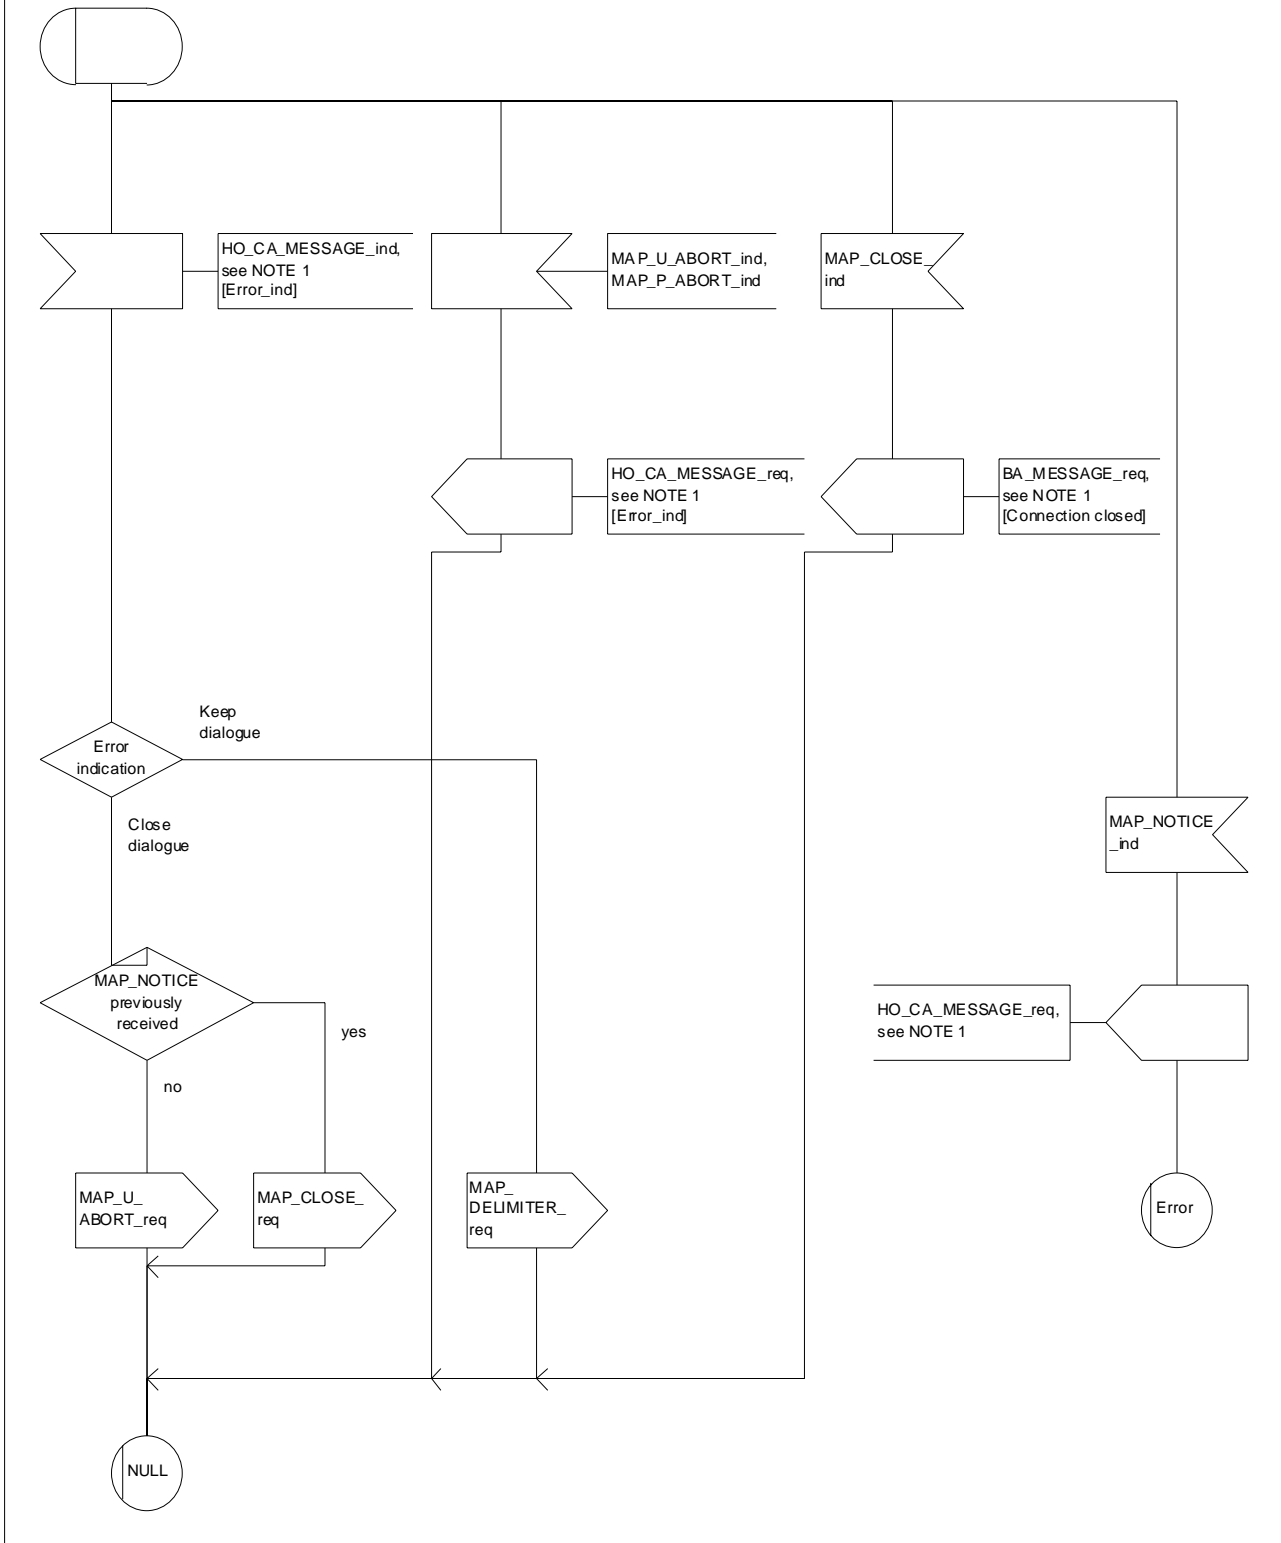 HO_CA_MESSAGE_ind,
see NOTE 1
[Error_ind]
MAP_U_ABORT_ind,
MAP_P_ABORT_ind
MAP_CLOSE_
ind
HO_CA_MESSAGE_req,
see NOTE 1
[Error_ind]
BA_MESSAGE_req,
see NOTE 1
[Connection closed]
Keep
dialogue
Error
indication
Close
dialogue
MAP_NOTICE
_ind
MAP_NOTICE
previously
received
yes
HO_CA_MESSAGE_req,
see NOTE 1
no
MAP_U_
ABORT_req
MAP_CLOSE_
req
MAP_
DELIMITER_
req
Error
NULL